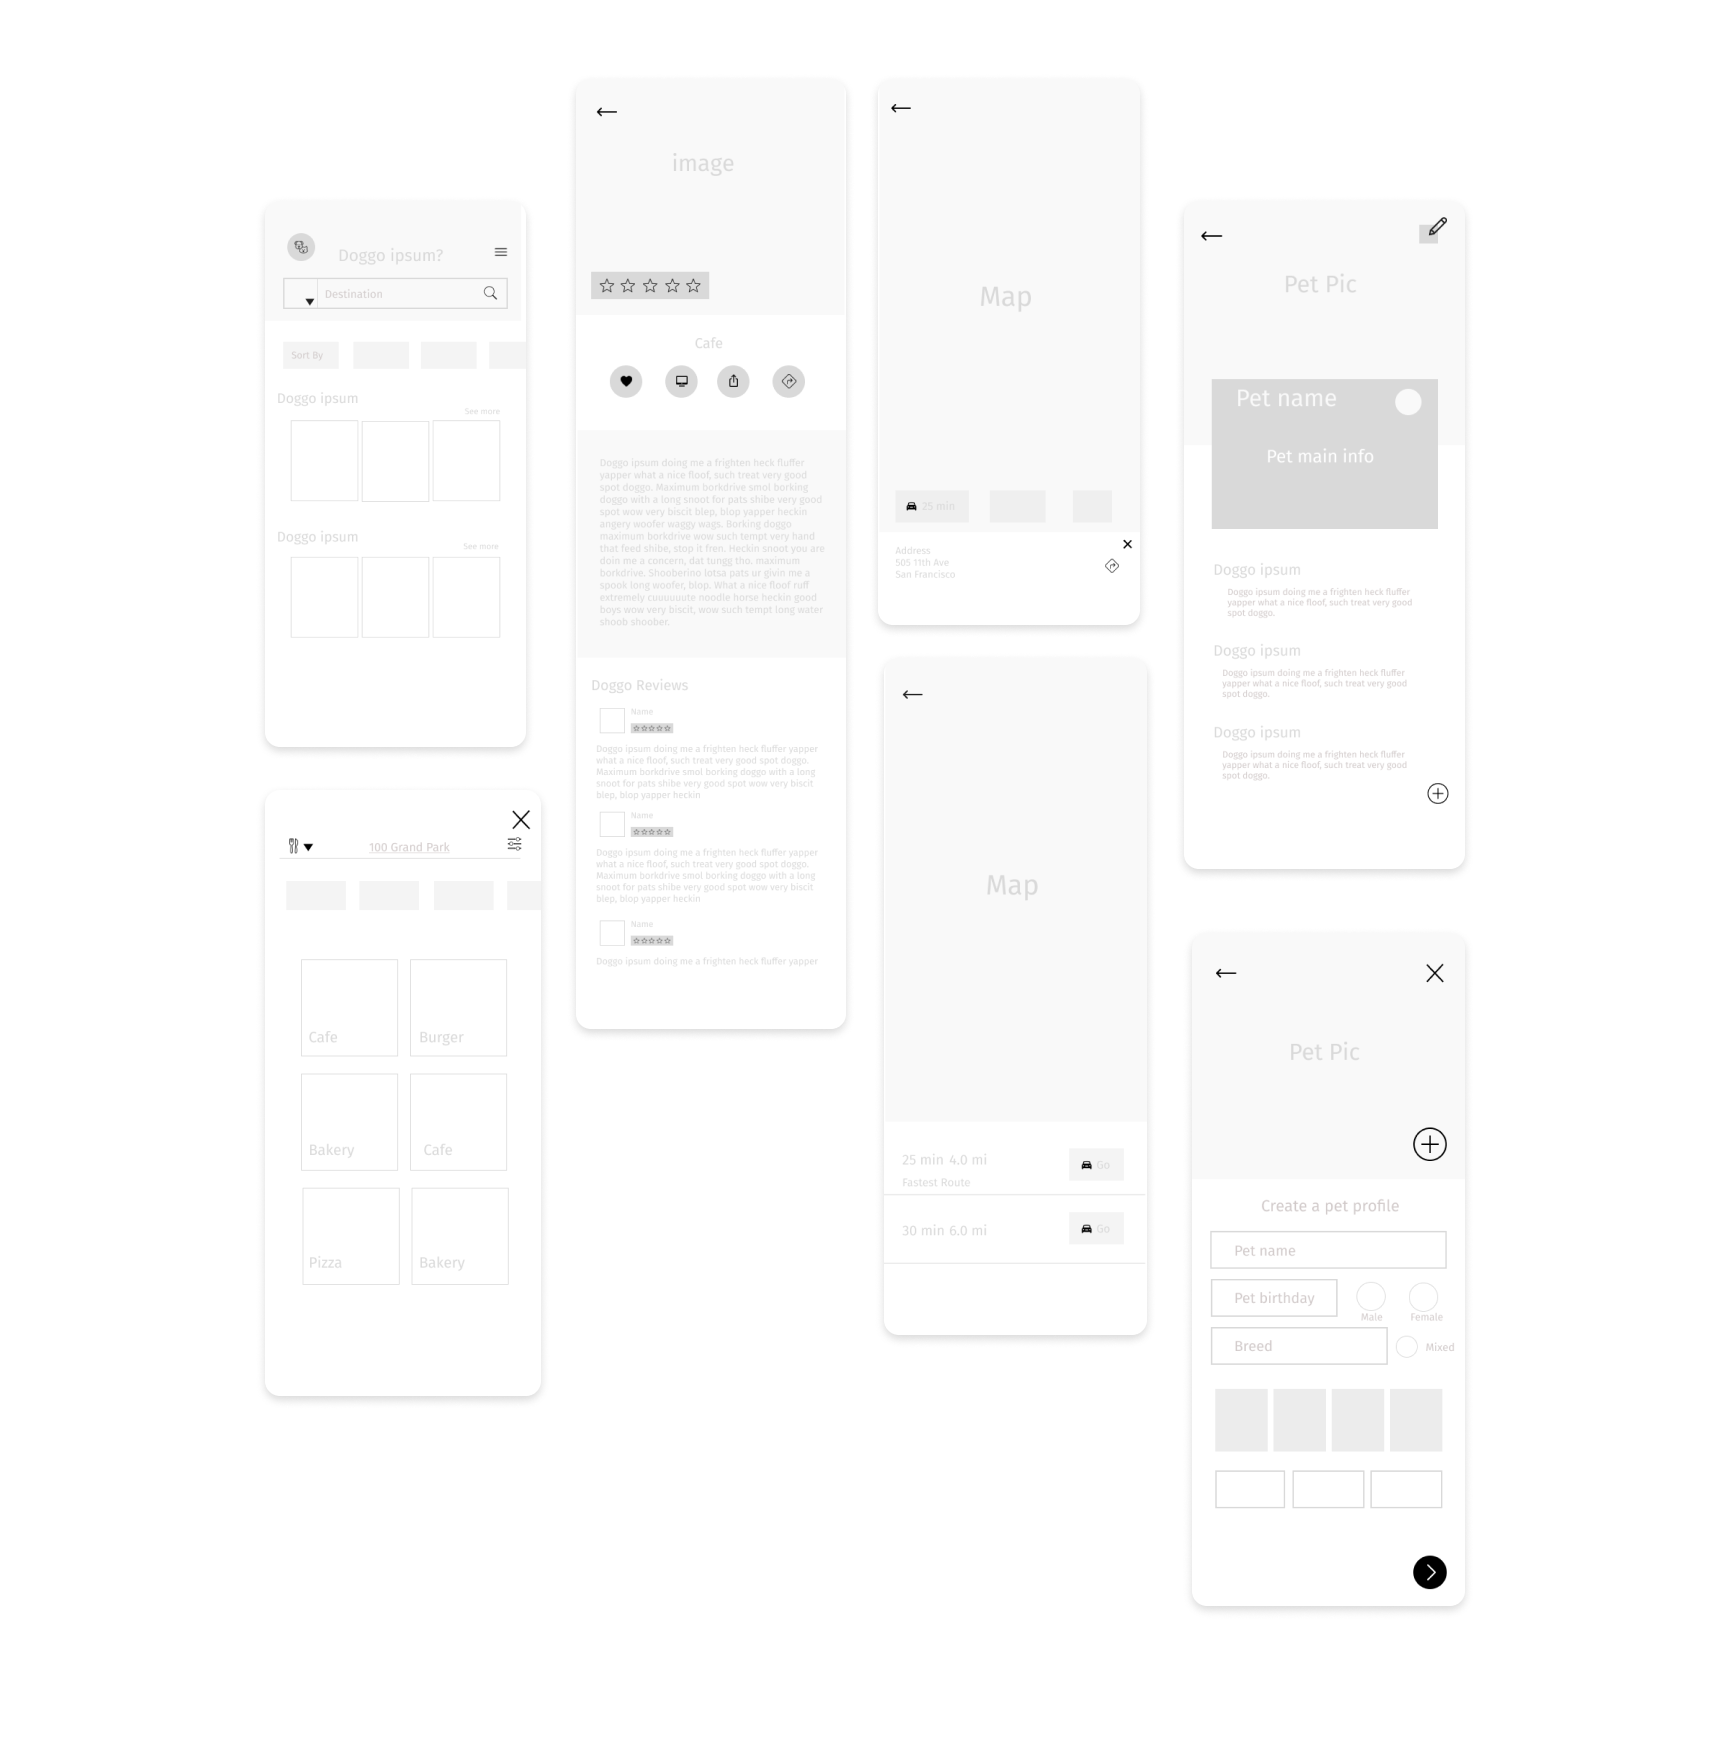 Doggo ipsum?
Destination
Sort By
Doggo ipsum
See more
Doggo ipsum
See more
100 Grand Park
Cafe
Burger
Bakery
Cafe
Pizza
Bakery
image
Cafe
Doggo ipsum doing me a frighten heck fluffer
yapper what a nice floof, such treat very good
spot doggo. Maximum borkdrive smol borking
doggo with a long snoot for pats shibe very good
spot wow very biscit blep, blop yapper heckin
angery woofer waggy wags. Borking doggo
maximum borkdrive wow such tempt very hand
that feed shibe, stop it fren. Heckin snoot you are
doin me a concern, dat tungg tho. maximum
borkdrive. Shooberino lotsa pats ur givin me a
spook long woofer, blop. What a nice floof ruff
extremely cuuuuuute noodle horse heckin good
boys wow very biscit, wow such tempt long water
shoob shoober.
Doggo Reviews
Name
Doggo ipsum doing me a frighten heck fluffer yapper
what a nice floof, such treat very good spot doggo.
Maximum borkdrive smol borking doggo with a long
snoot for pats shibe very good spot wow very biscit
blep, blop yapper heckin
Name
Doggo ipsum doing me a frighten heck fluffer yapper
what a nice floof, such treat very good spot doggo.
Maximum borkdrive smol borking doggo with a long
snoot for pats shibe very good spot wow very biscit
blep, blop yapper heckin
Name
Doggo ipsum doing me a frighten heck fluffer yapper
Map
25 min
Address
505 11th Ave
San Francisco
Map
25 min 4.0 mi
Go
Fastest Route
30 min 6.0 mi
Go
Pet Pic
Pet name
Pet main info
Doggo ipsum
Doggo ipsum doing me a frighten heck fluffer
yapper what a nice floof, such treat very good
spot doggo.
Doggo ipsum
Doggo ipsum doing me a frighten heck fluffer
yapper what a nice floof, such treat very good
spot doggo.
Doggo ipsum
Doggo ipsum doing me a frighten heck fluffer
yapper what a nice floof, such treat very good
spot doggo.
Pet Pic
Create a pet profile
Pet name
Pet birthday
Male
Female
Breed
Mixed